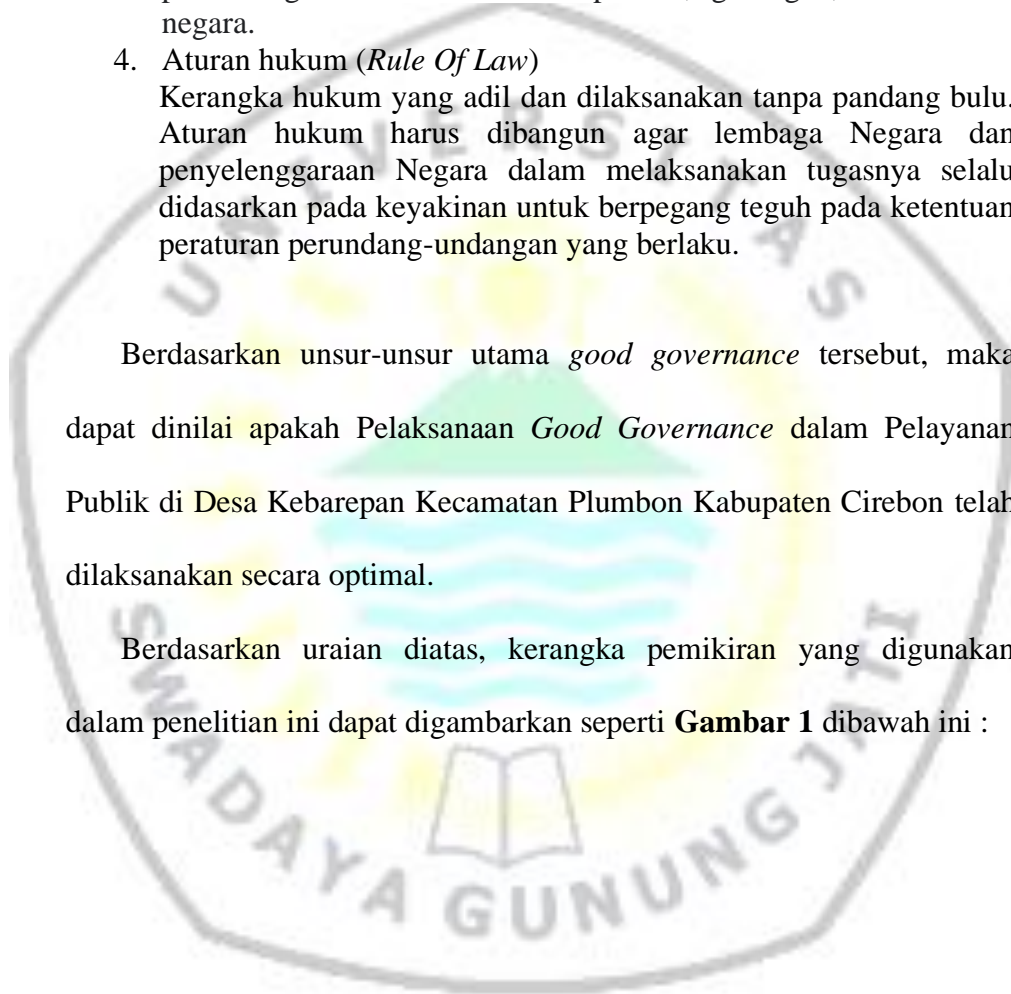 negara.
4. Aturan hukum (Rule Of Law)
Kerangka hukum yang adil dan dilaksanakan tanpa pandang bulu.
Aturan hukum harus dibangun agar lembaga Negara dan
penyelenggaraan Negara dalam melaksanakan tugasnya selalu
didasarkan pada keyakinan untuk berpegang teguh pada ketentuan
peraturan perundang-undangan yang berlaku.
Berdasarkan unsur-unsur utama good governance tersebut, maka
dapat dinilai apakah Pelaksanaan Good Governance dalam Pelayanan
Publik di Desa Kebarepan Kecamatan Plumbon Kabupaten Cirebon telah
dilaksanakan secara optimal.
Berdasarkan uraian diatas, kerangka pemikiran yang digunakan
dalam penelitian ini dapat digambarkan seperti Gambar 1 dibawah ini :
UNIVERSITAS
SWADAYA GUNUNG JATI